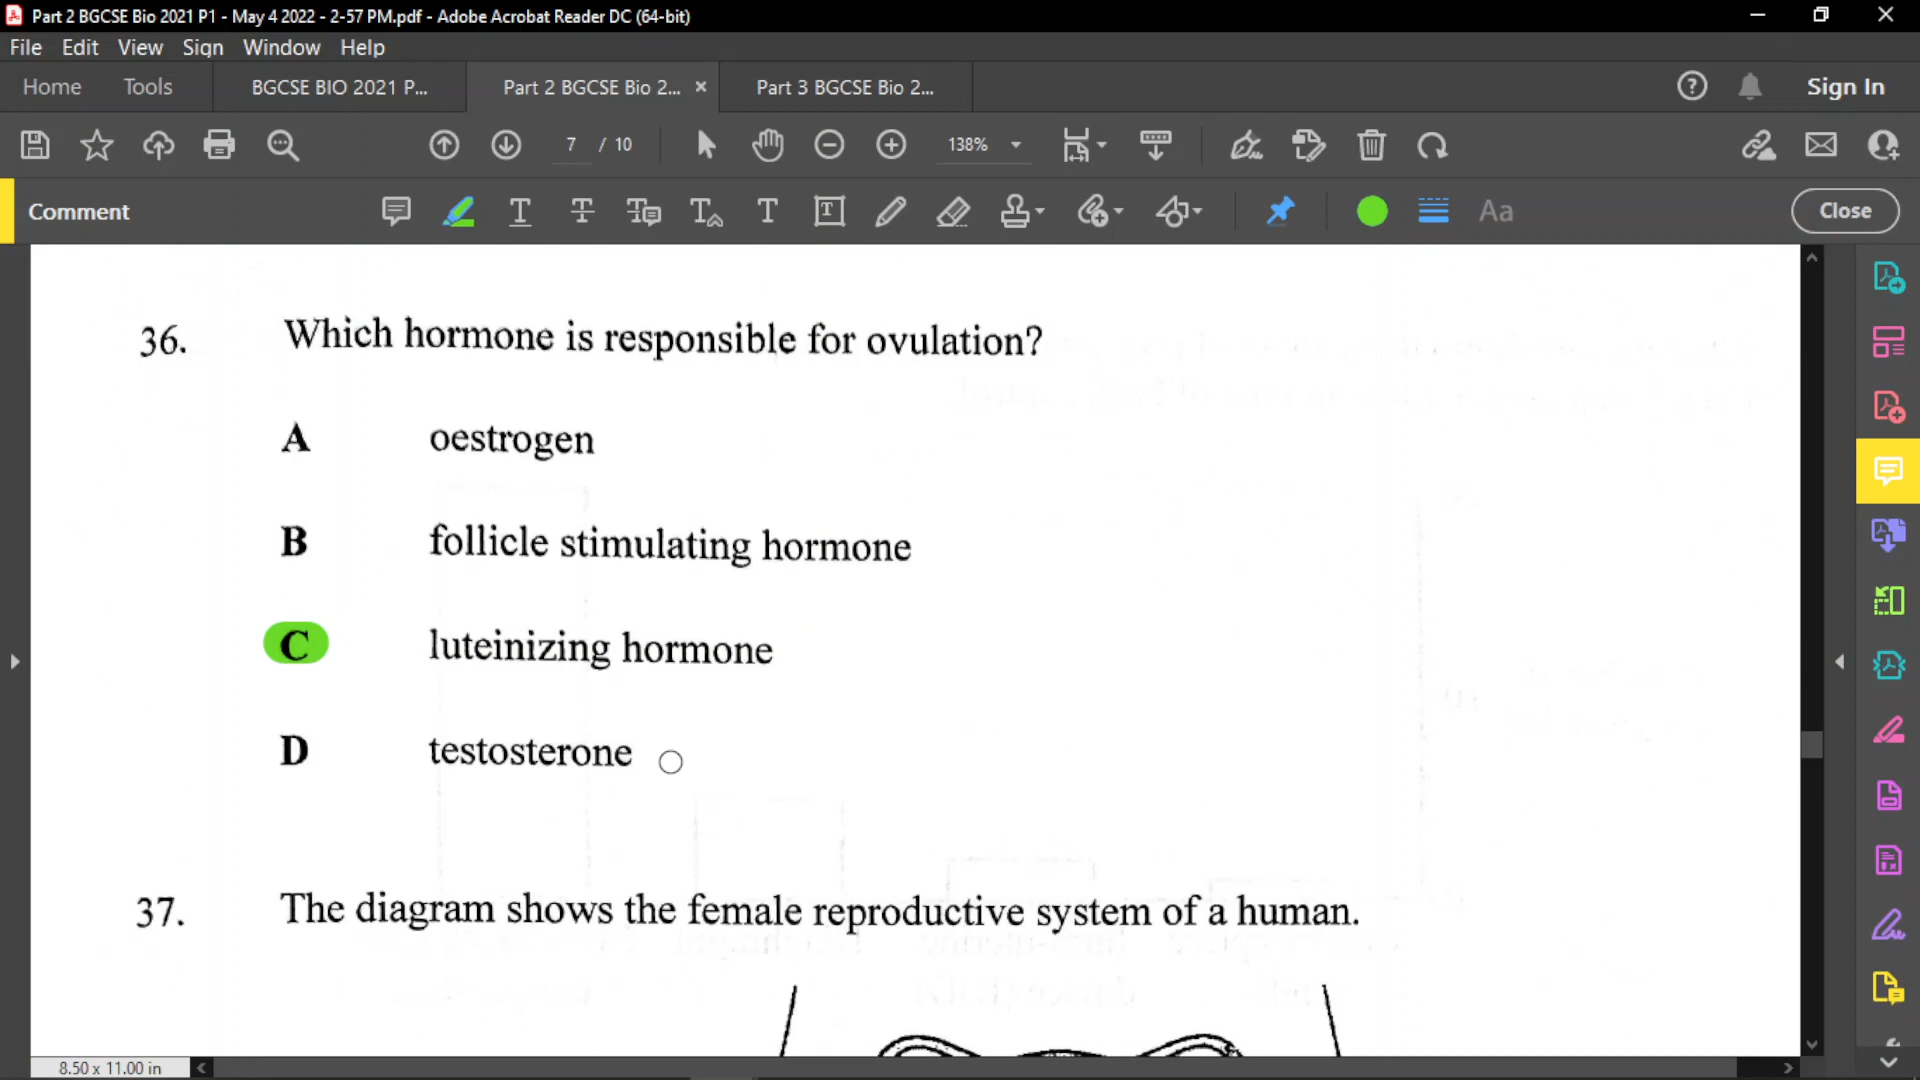 Part 2 BGCSE Bio 2021 P1 - May 4 2022 - 2-57 PM.pdf - Adobe Acrobat Reader DC (64-bit)
File Edit View Sign Window Help
Home Tools BGCSE BIO 2021 P... Part 2 BGCSE Bio 2... × Part 3 BGCSE Bio 2... Sign In
7 / 10 138%
Comment Aa Close
36. Which hormone is responsible for ovulation?
A oestrogen
B follicle stimulating hormone
C luteinizing hormone
D testosterone
37. The diagram shows the female reproductive system of a human.
8.50 x 11.00 in